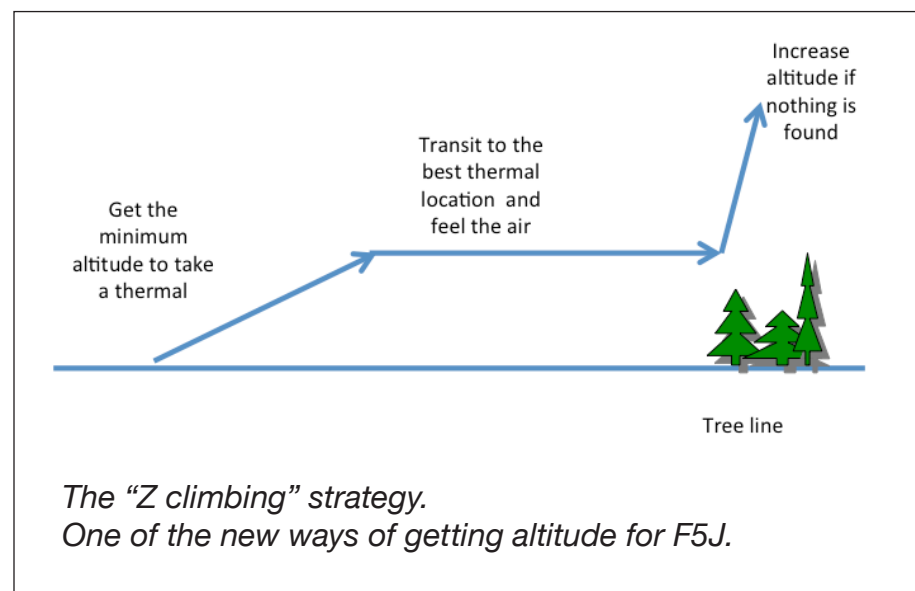 Get the
minimum
altitude to take
a thermal
Transit to the
best thermal
location and
feel the air
Increase
altitude if
nothing is
found
Tree line
The “Z climbing” strategy.
One of the new ways of getting altitude for F5J.